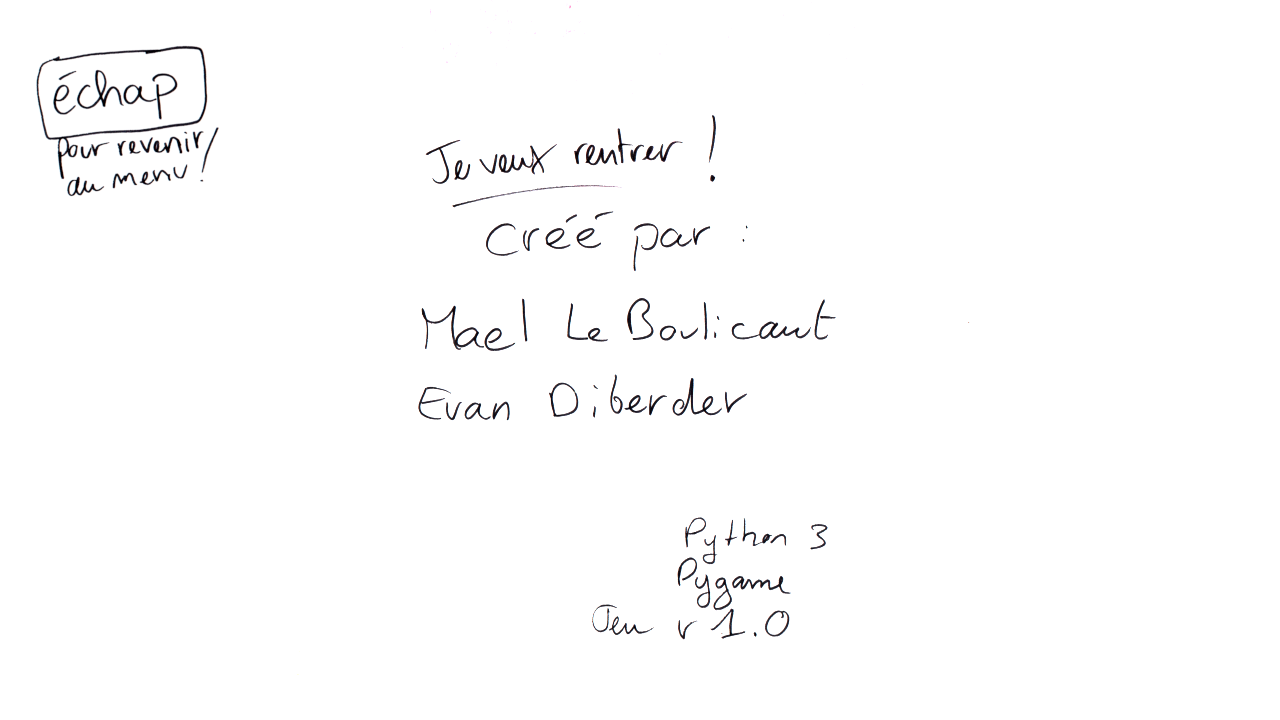 échap
pour revenir
au menu !
Je veux rentrer !
Créé par :
Mael Le Boulicaut
Evan Diberder
Python 3
Pygame
Jeu v 1.0